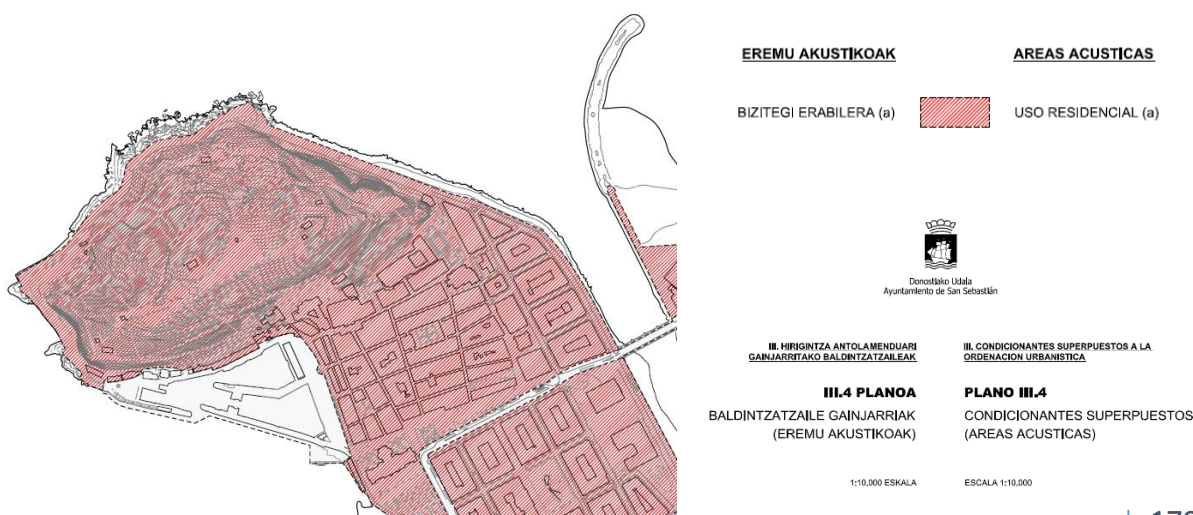 EREMU AKUSTIKOAK
AREAS ACUSTICAS
BIZITEGI ERABILERA (a)
USO RESIDENCIAL (a)
Donostiako Udala
Ayuntamiento de San Sebastián
III. HIRIGINTZA ANTOLAMENDUARI
GAINJARRITAKO BALDINTZATZAILEAK
III. CONDICIONANTES SUPERPUESTOS A LA
ORDENACION URBANISTICA
III.4 PLANOA
BALDINTZATZAILE GAINJARRIAK
(EREMU AKUSTIKOAK)
PLANO III.4
CONDICIONANTES SUPERPUESTOS
(AREAS ACUSTICAS)
1:10.000 ESKALA
ESCALA 1:10.000